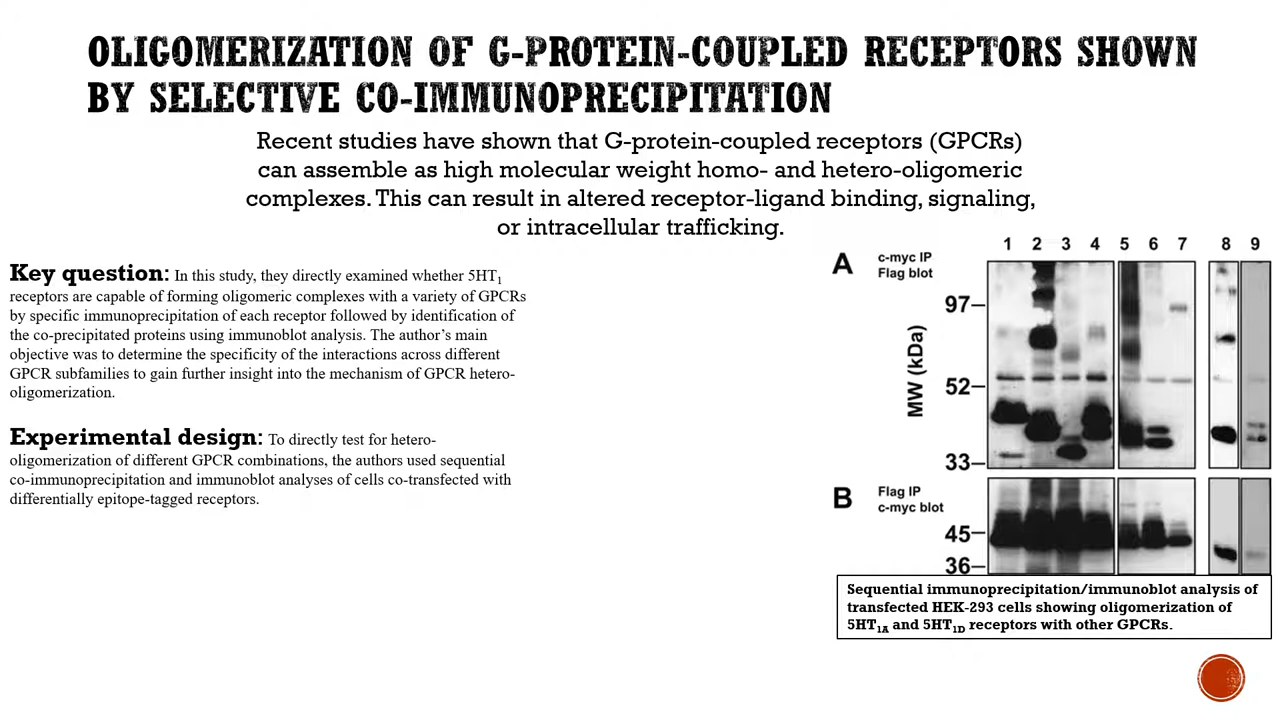 OLIGOMERIZATION OF G-PROTEIN-COUPLED RECEPTORS SHOWN
BY SELECTIVE CO-IMMUNOPRECIPITATION
Recent studies have shown that G-protein-coupled receptors (GPCRs)
can assemble as high molecular weight homo- and hetero-oligomeric
complexes. This can result in altered receptor-ligand binding, signaling,
or intracellular trafficking.
Key question: In this study, they directly examined whether 5HT1
receptors are capable of forming oligomeric complexes with a variety of GPCRs
by specific immunoprecipitation of each receptor followed by identification of
the co-precipitated proteins using immunoblot analysis. The author’s main
objective was to determine the specificity of the interactions across different
GPCR subfamilies to gain further insight into the mechanism of GPCR hetero-
oligomerization.
Experimental design: To directly test for hetero-
oligomerization of different GPCR combinations, the authors used sequential
co-immunoprecipitation and immunoblot analyses of cells co-transfected with
differentially epitope-tagged receptors.
1 2 3 4 5 6 7 8 9
A
c-myc IP
Flag blot
97
MW (kDa)
52
33
B
Flag IP
c-myc blot
45
36
Sequential immunoprecipitation/immunoblot analysis of
transfected HEK-293 cells showing oligomerization of
5HT1A and 5HT1D receptors with other GPCRs.